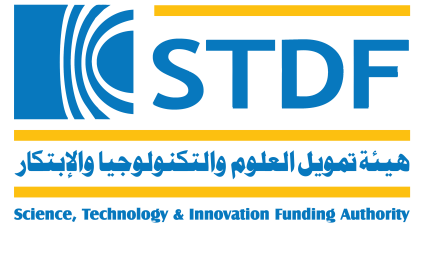 STDF
هيئة تمويل العلوم والتكنولوجيا والإبتكار
Science, Technology & Innovation Funding Authority